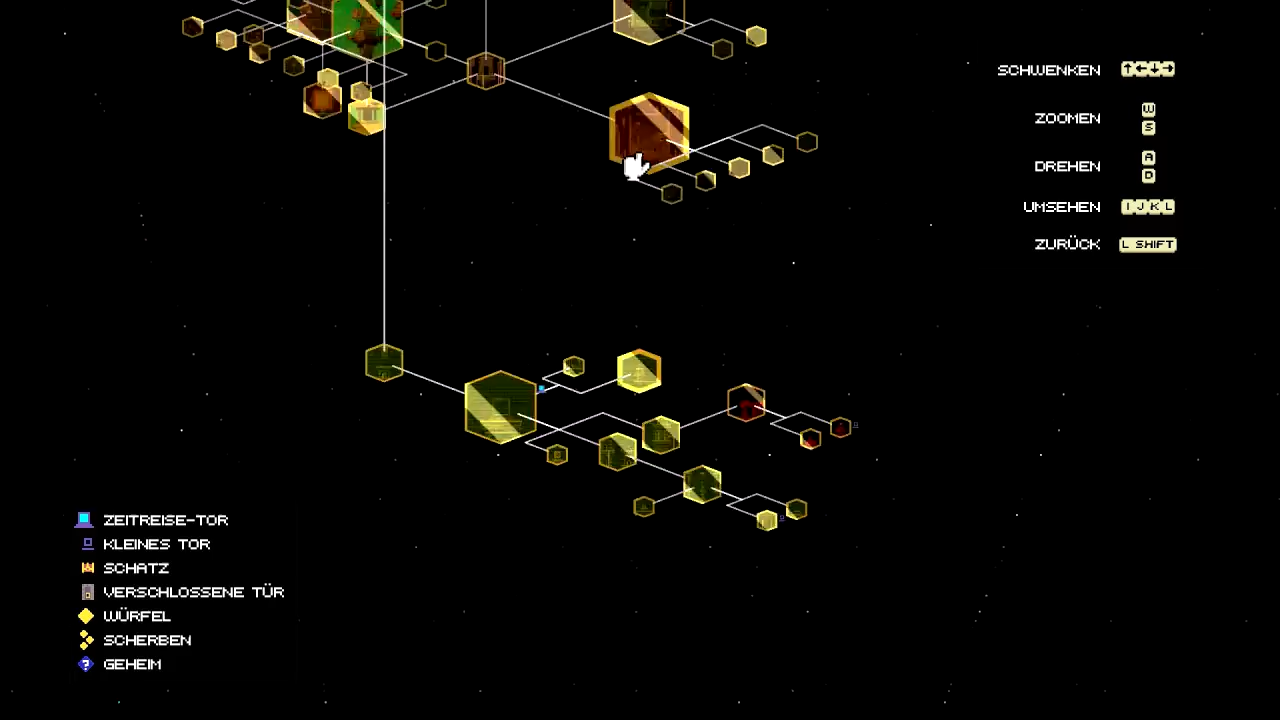 SCHWENKEN ↑←↓→
ZOOMEN W S
DREHEN A D
UMSEHEN I J K L
ZURÜCK L SHIFT
ZEITREISE-TOR
KLEINES TOR
SCHATZ
VERSCHLOSSENE TÜR
WÜRFEL
SCHERBEN
? GEHEIM